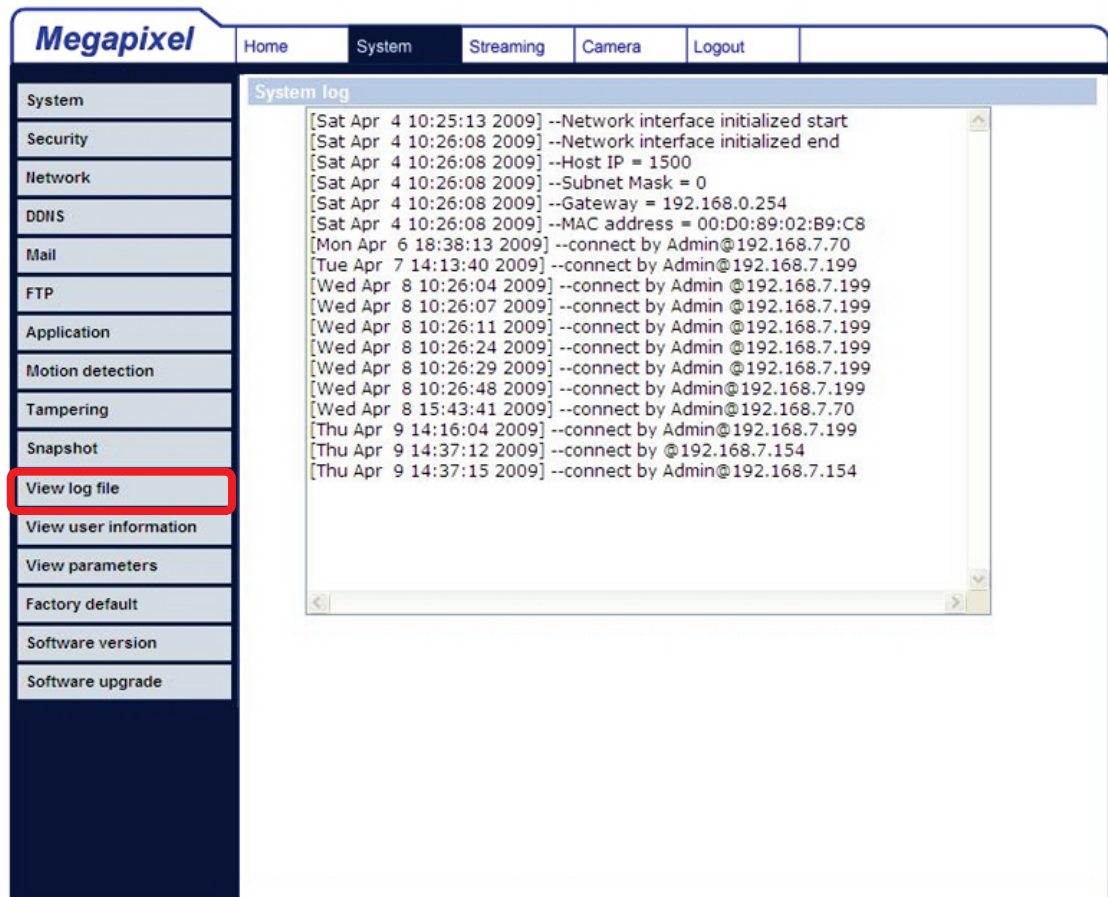 Megapixel
Home
System
Streaming
Camera
Logout
System
Security
Network
DDNS
Mail
FTP
Application
Motion detection
Tampering
Snapshot
View log file
View user information
View parameters
Factory default
Software version
Software upgrade
System log
[Sat Apr  4 10:25:13 2009] --Network interface initialized start
[Sat Apr  4 10:26:08 2009] --Network interface initialized end
[Sat Apr  4 10:26:08 2009] --Host IP = 1500
[Sat Apr  4 10:26:08 2009] --Subnet Mask = 0
[Sat Apr  4 10:26:08 2009] --Gateway = 192.168.0.254
[Sat Apr  4 10:26:08 2009] --MAC address = 00:D0:89:02:B9:C8
[Mon Apr  6 18:38:13 2009] --connect by Admin@192.168.7.70
[Tue Apr  7 14:13:40 2009] --connect by Admin@192.168.7.199
[Wed Apr  8 10:26:04 2009] --connect by Admin @192.168.7.199
[Wed Apr  8 10:26:07 2009] --connect by Admin @192.168.7.199
[Wed Apr  8 10:26:11 2009] --connect by Admin @192.168.7.199
[Wed Apr  8 10:26:24 2009] --connect by Admin @192.168.7.199
[Wed Apr  8 10:26:29 2009] --connect by Admin @192.168.7.199
[Wed Apr  8 10:26:48 2009] --connect by Admin@192.168.7.199
[Wed Apr  8 15:43:41 2009] --connect by Admin@192.168.7.70
[Thu Apr  9 14:16:04 2009] --connect by Admin@192.168.7.199
[Thu Apr  9 14:37:12 2009] --connect by @192.168.7.154
[Thu Apr  9 14:37:15 2009] --connect by Admin@192.168.7.154